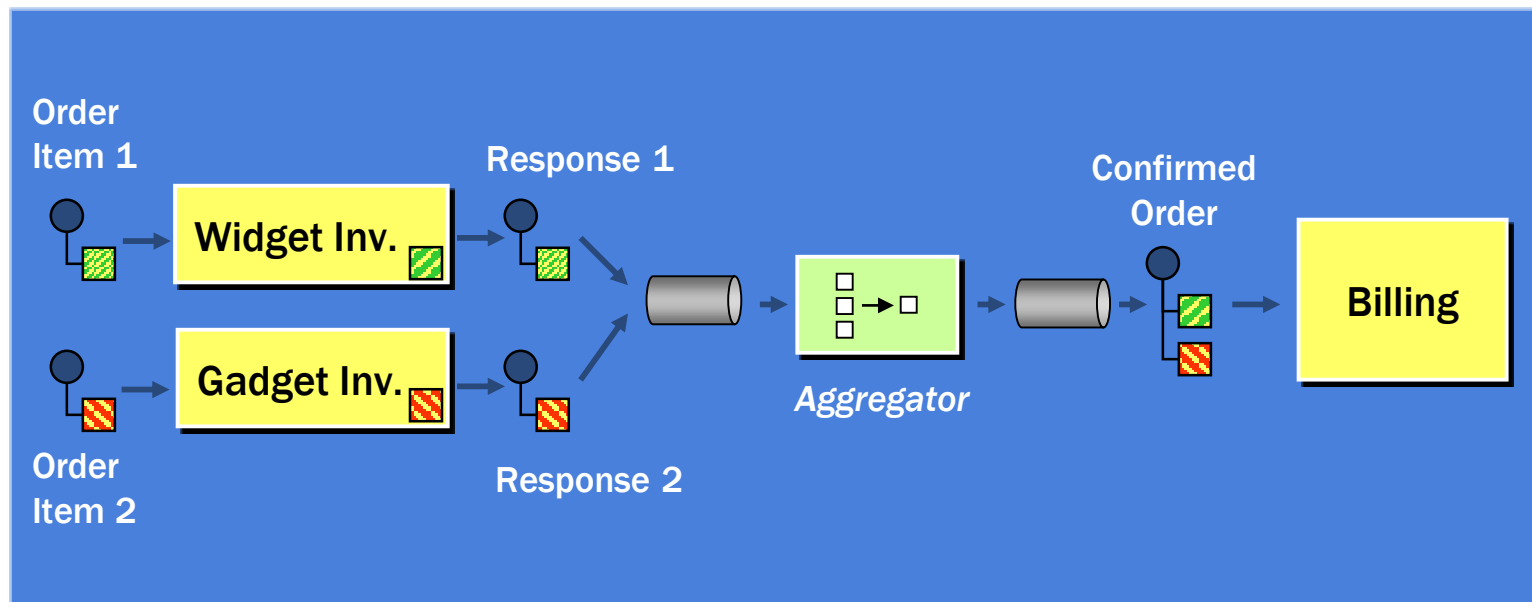 Order
Item 1
Widget Inv.
Response 1
Gadget Inv.
Order
Item 2
Response 2
Aggregator
Confirmed
Order
Billing